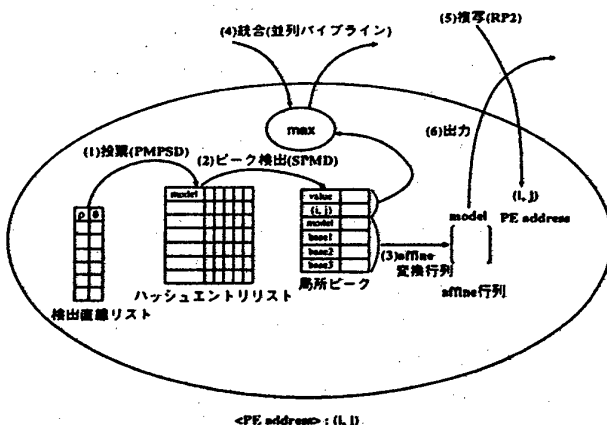 (4)統合(並列パイプライン)
(5)複写(RP2)
max
(6)出力
(1)投票(PMPSD)
(2)ピーク検出(SPMD)
ρ θ
model
value
(i, j)
model
base1
base2
base3
(3)affine
変換行列
(i, j)
model PE address
affine行列
検出直線リスト
ハッシュエントリリスト
局所ピーク
<PE address> : (i, j)